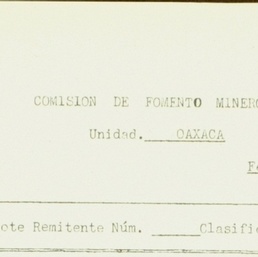 COMISION DE FOMENTO MINERO
Unidad. OAXACA
ote Remitente Núm. Clasifi